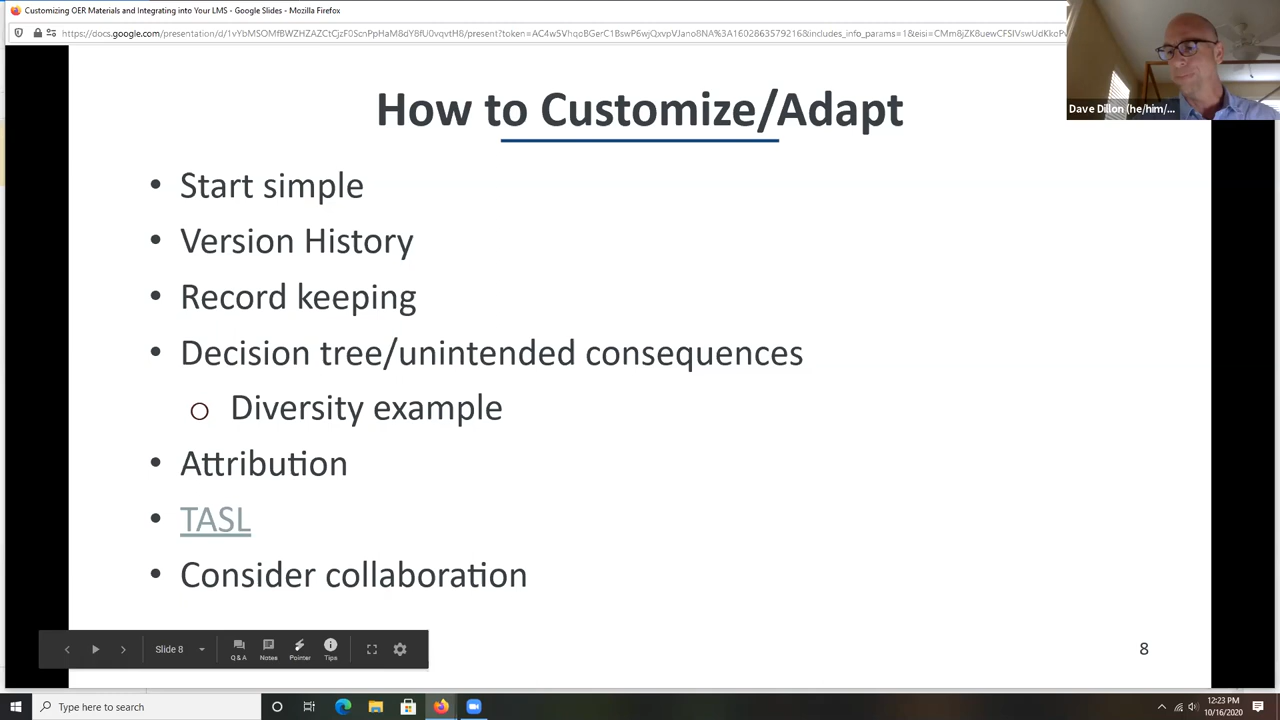 Customizing OER Materials and Integrating into Your LMS - Google Slides - Mozilla Firefox
Dave Dillon (he/him/...
How to Customize/Adapt
• Start simple
• Version History
• Record keeping
• Decision tree/unintended consequences
○ Diversity example
• Attribution
• TASL
• Consider collaboration
Slide 8
Q & A
Notes
Pointer
Tips
8
Type here to search
12:23 PM
10/16/2020